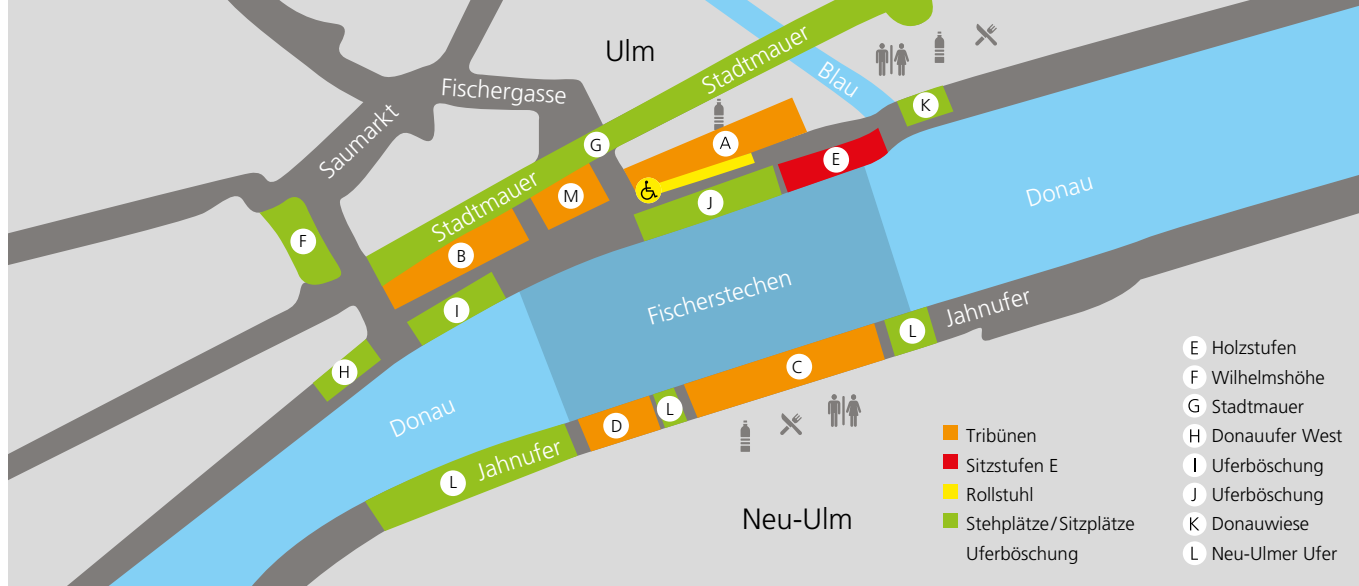 Ulm
Stadtmauer
Blau
Fischergasse
Saumarkt
K
A
G
E
Stadtmauer
M
J
Donau
F
B
Fischerstechen
I
Jahnufer
L
H
C
Donau
L
D
Jahnufer
L
Neu-Ulm
Tribünen
Sitzstufen E
Rollstuhl
Stehplätze/Sitzplätze
Uferböschung
E Holzstufen
F Wilhelmshöhe
G Stadtmauer
H Donauufer West
I Uferböschung
J Uferböschung
K Donauwiese
L Neu-Ulmer Ufer